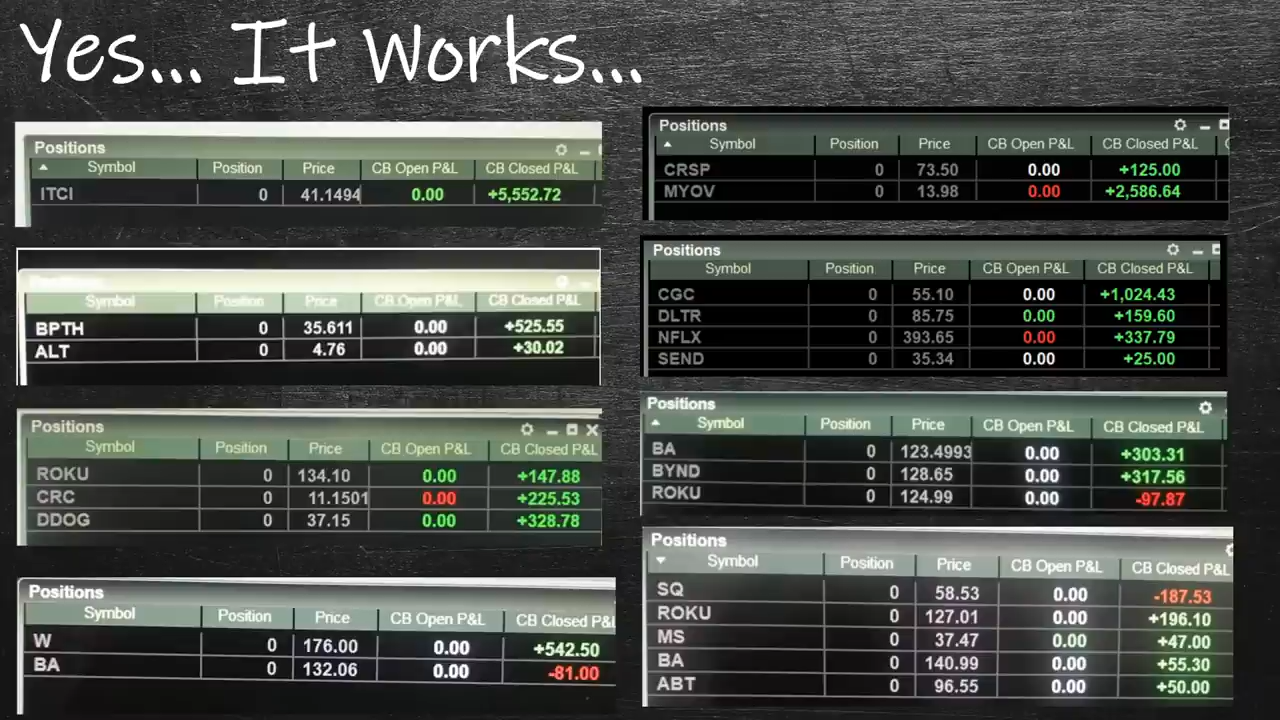 Yes... It Works...
Positions
Symbol Position Price CB Open P&L CB Closed P&L
ITCI 0 41.1494 0.00 +5,552.72
Symbol Position Price CB Open P&L CB Closed P&L
BPTH 0 35.611 0.00 +525.55
ALT 0 4.76 0.00 +30.02
Positions
Symbol Position Price CB Open P&L CB Closed P&L
ROKU 0 134.10 0.00 +147.88
CRC 0 11.1501 0.00 +225.53
DDOG 0 37.15 0.00 +328.78
Positions
Symbol Position Price CB Open P&L CB Closed P&L
W 0 176.00 0.00 +542.50
BA 0 132.06 0.00 -81.00
Positions
Symbol Position Price CB Open P&L CB Closed P&L
CRSP 0 73.50 0.00 +125.00
MYOV 0 13.98 0.00 +2,586.64
Positions
Symbol Position Price CB Open P&L CB Closed P&L
CGC 0 55.10 0.00 +1,024.43
DLTR 0 85.75 0.00 +159.60
NFLX 0 393.65 0.00 +337.79
SEND 0 35.34 0.00 +25.00
Positions
Symbol Position Price CB Open P&L CB Closed P&L
BA 0 123.4993 0.00 +303.31
BYND 0 128.65 0.00 +317.56
ROKU 0 124.99 0.00 -97.87
Positions
Symbol Position Price CB Open P&L CB Closed P&L
SQ 0 58.53 0.00 -187.53
ROKU 0 127.01 0.00 +196.10
MS 0 37.47 0.00 +47.00
BA 0 140.99 0.00 +55.30
ABT 0 96.55 0.00 +50.00